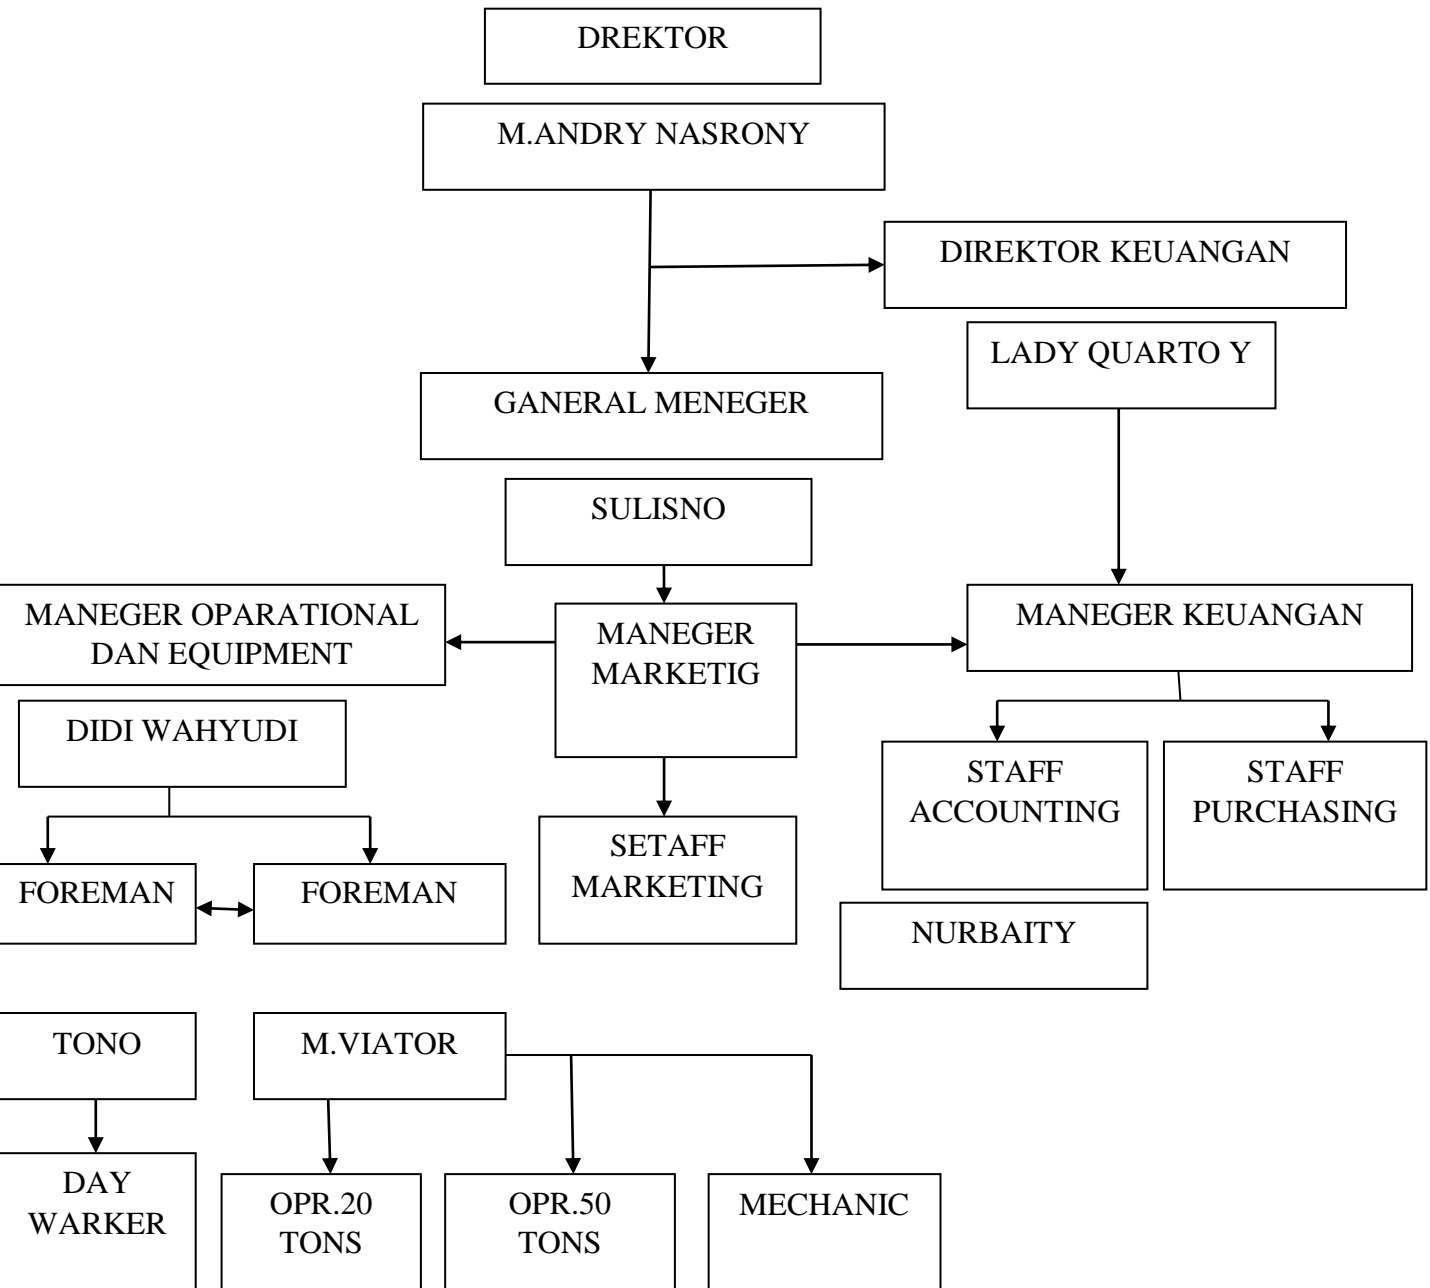 DREKTOR
M.ANDRY NASRONY
DIREKTOR KEUANGAN
LADY QUARTO Y
GANERAL MENEGER
SULISNO
MANEGER OPARATIONAL
DAN EQUIPMENT
MANEGER
MARKETIG
MANEGER KEUANGAN
DIDI WAHYUDI
STAFF
ACCOUNTING
STAFF
PURCHASING
SETAFF
MARKETING
FOREMAN
FOREMAN
NURBAITY
TONO
M.VIATOR
DAY
WARKER
OPR.20
TONS
OPR.50
TONS
MECHANIC